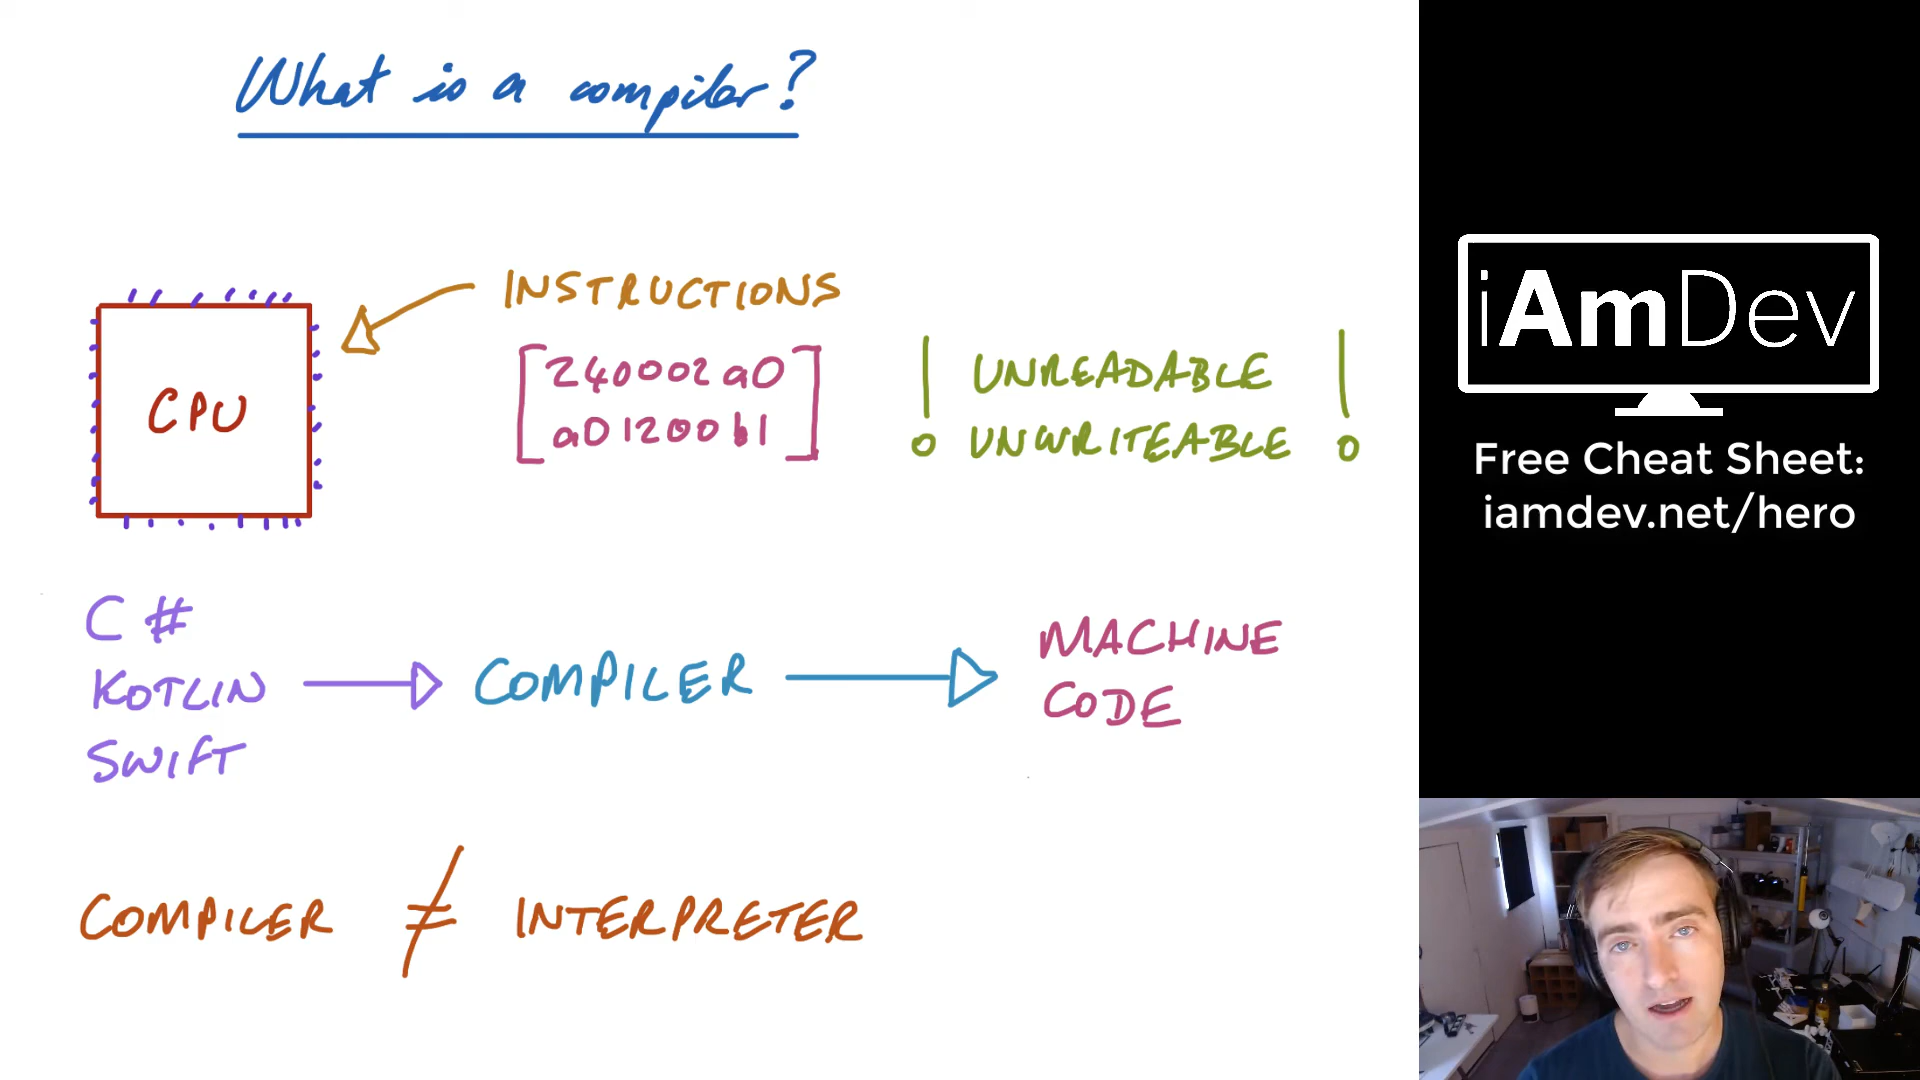 What is a compiler?
INSTRUCTIONS
CPU
240002a0
a01200b1
! UNREADABLE !
UNWRITEABLE
C#
KOTLIN
SWIFT
COMPILER
MACHINE
CODE
COMPILER ≠ INTERPRETER
iAmDev
Free Cheat Sheet:
iamdev.net/hero